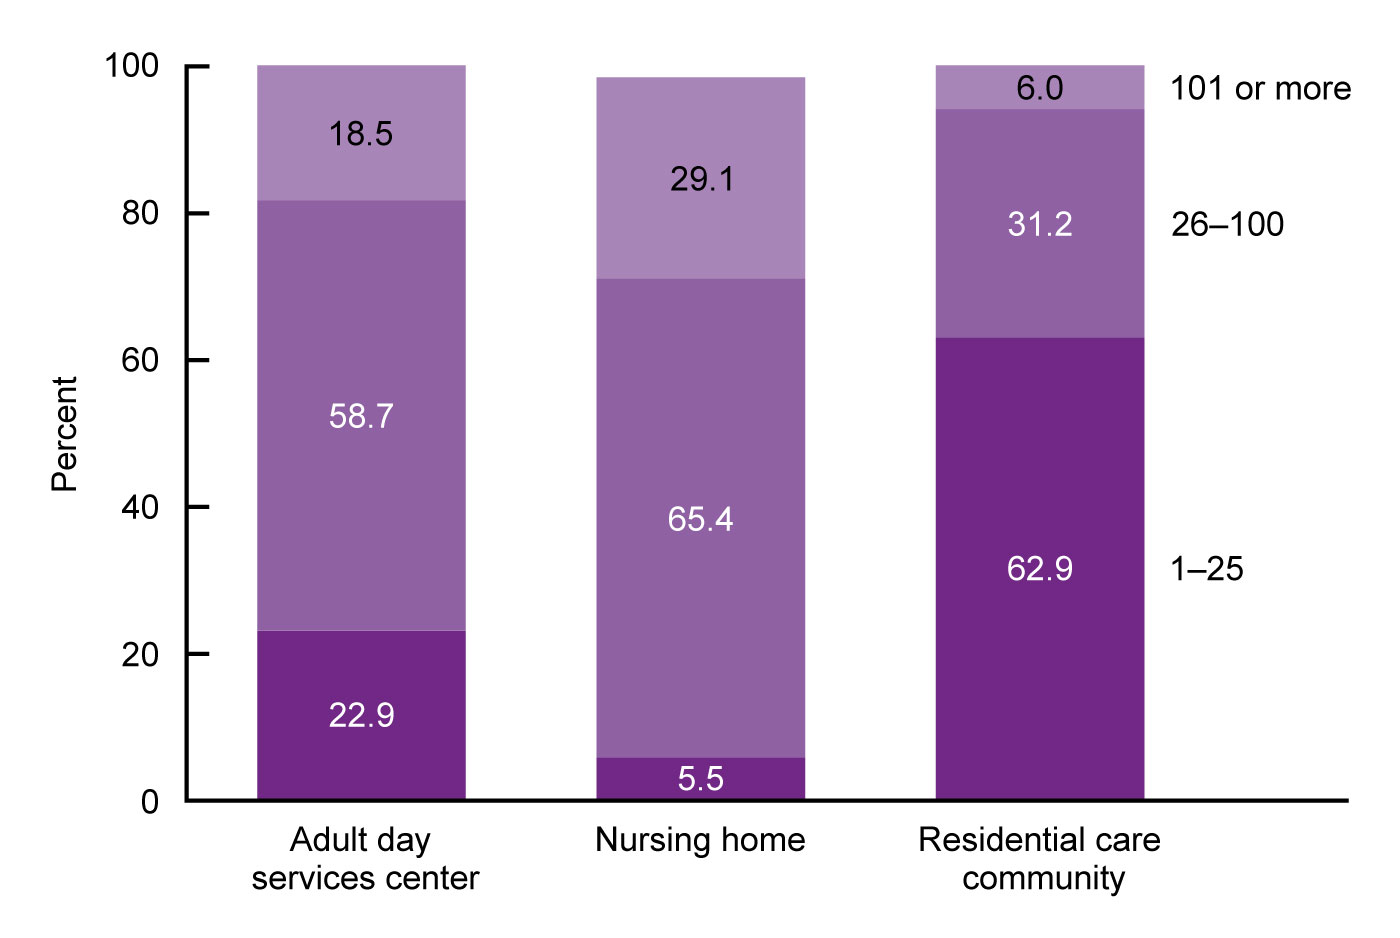 Percent
100
80
60
40
20
0
18.5
58.7
22.9
29.1
65.4
5.5
6.0
31.2
62.9
101 or more
26–100
1–25
Adult day
services center
Nursing home
Residential care
community